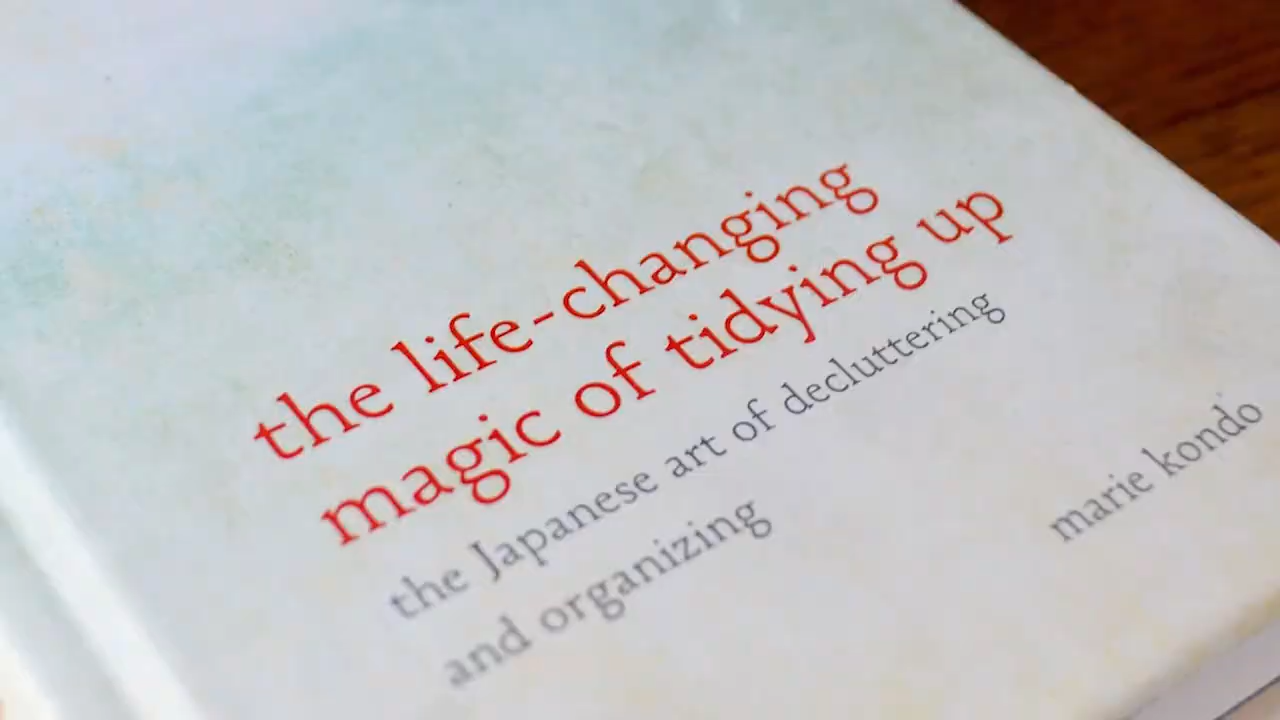 the life-changing
magic of tidying up
the Japanese art of decluttering
and organizing
marie kondo